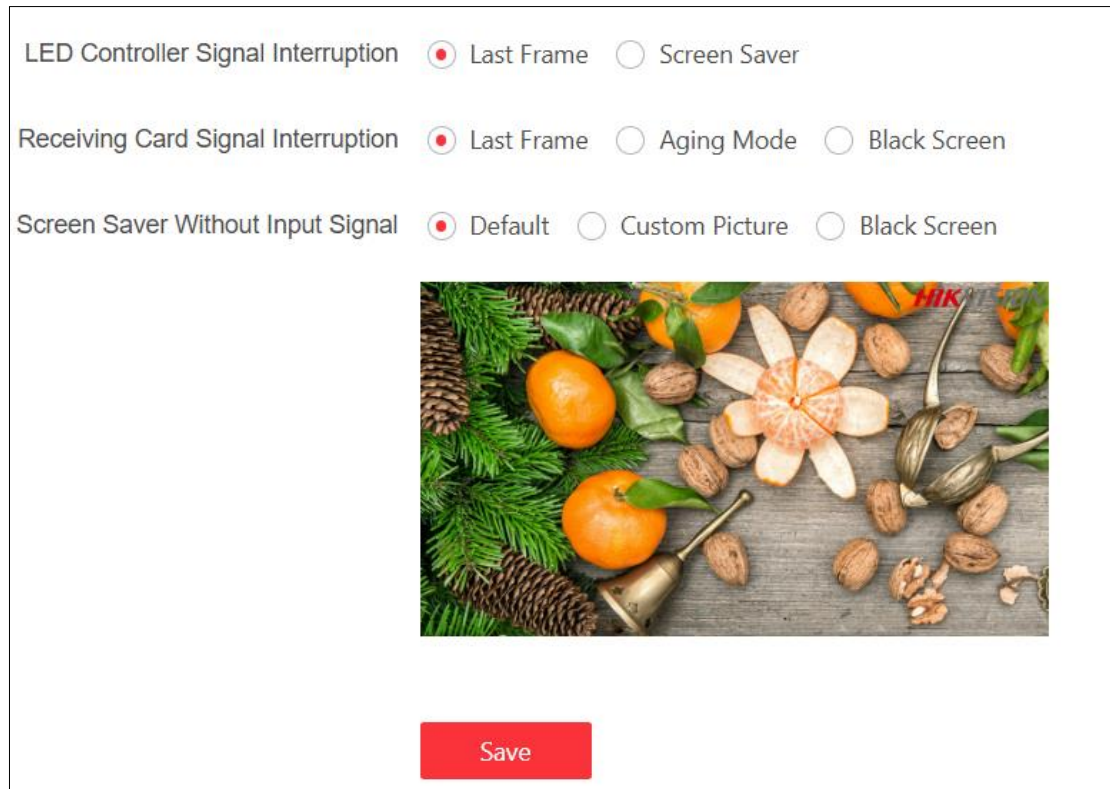 LED Controller Signal Interruption Last Frame Screen Saver
Receiving Card Signal Interruption Last Frame Aging Mode Black Screen
Screen Saver Without Input Signal Default Custom Picture Black Screen
HIKVISION
Save